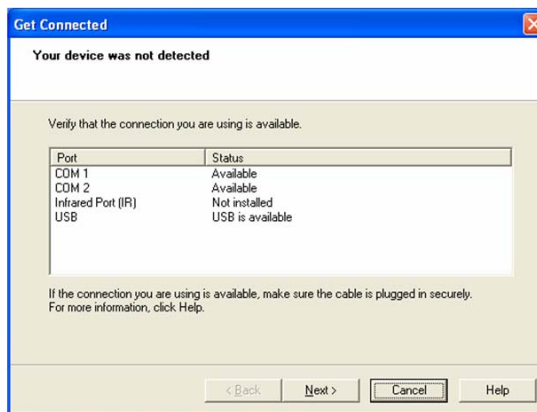 Get Connected
Your device was not detected
Verify that the connection you are using is available.
Port Status
COM 1 Available
COM 2 Available
Infrared Port (IR) Not installed
USB USB is available
If the connection you are using is available, make sure the cable is plugged in securely.
For more information, click Help.
< Back Next > Cancel Help